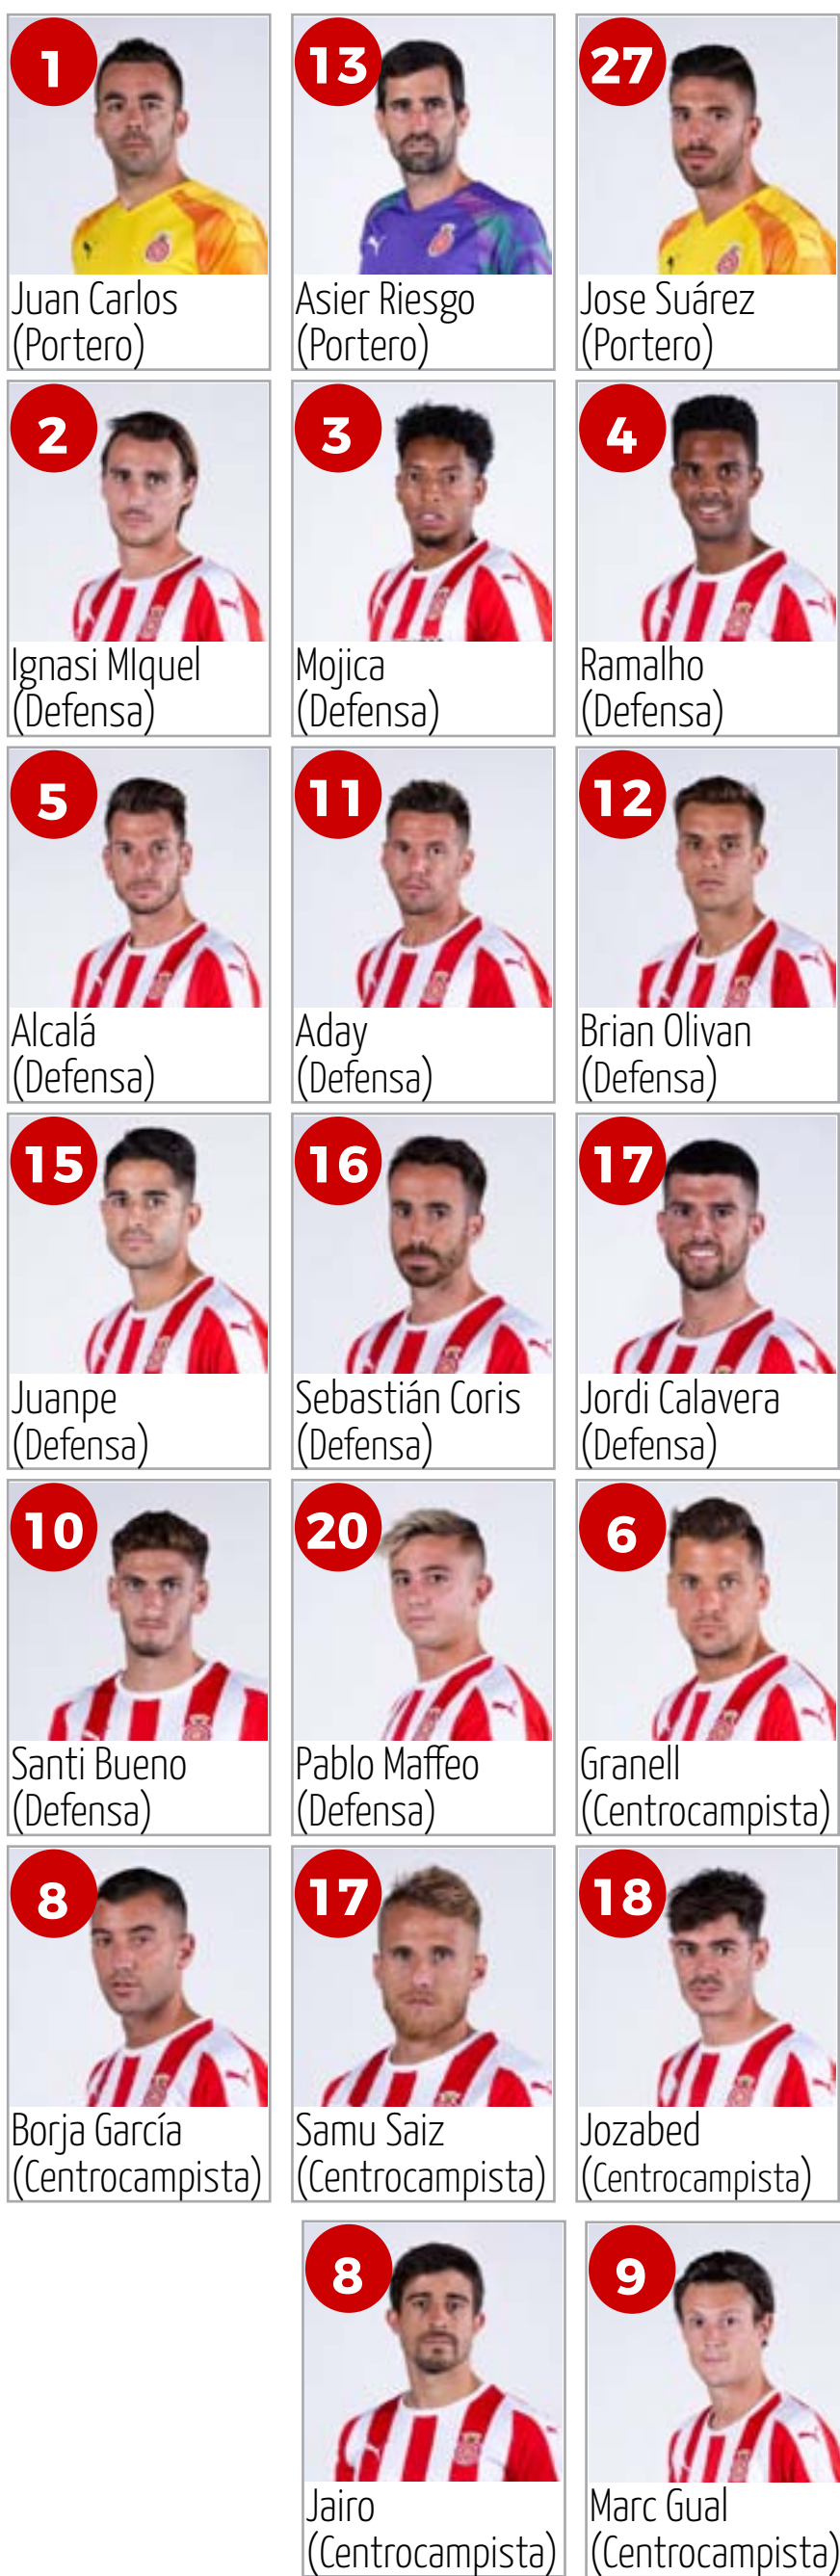 1
Juan Carlos
(Portero)
13
Asier Riesgo
(Portero)
27
Jose Suárez
(Portero)
2
Ignasi MIquel
(Defensa)
3
Mojica
(Defensa)
4
Ramalho
(Defensa)
5
Alcalá
(Defensa)
11
Aday
(Defensa)
12
Brian Olivan
(Defensa)
15
Juanpe
(Defensa)
16
Sebastián Coris
(Defensa)
17
Jordi Calavera
(Defensa)
10
Santi Bueno
(Defensa)
20
Pablo Maffeo
(Defensa)
6
Granell
(Centrocampista)
8
Borja García
(Centrocampista)
17
Samu Saiz
(Centrocampista)
18
Jozabed
(Centrocampista)
8
Jairo
(Centrocampista)
9
Marc Gual
(Centrocampista)